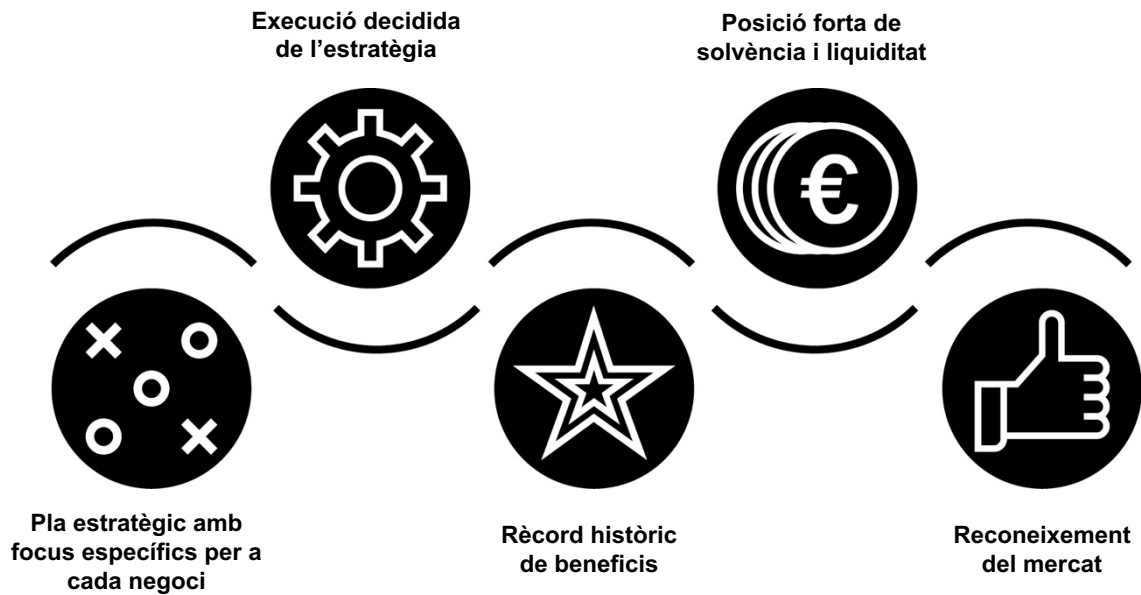 Execució decidida
de l’estratègia
Posició forta de
solvència i liquiditat
€
Pla estratègic amb
focus específics per a
cada negoci
Rècord històric
de beneficis
Reconeixement
del mercat